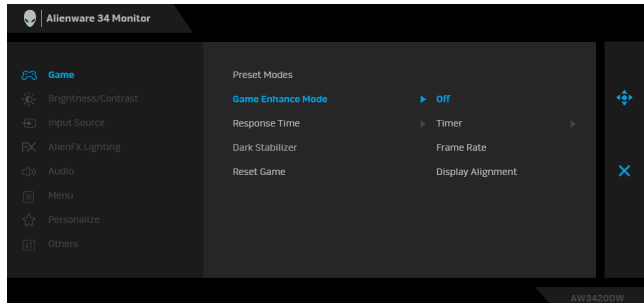 Alienware 34 Monitor
Game
Brightness/Contrast
Input Source
AlienFX Lighting
Audio
Menu
Personalize
Others
Preset Modes
Game Enhance Mode
Off
Response Time
Timer
Dark Stabilizer
Frame Rate
Reset Game
Display Alignment
AW3420DW